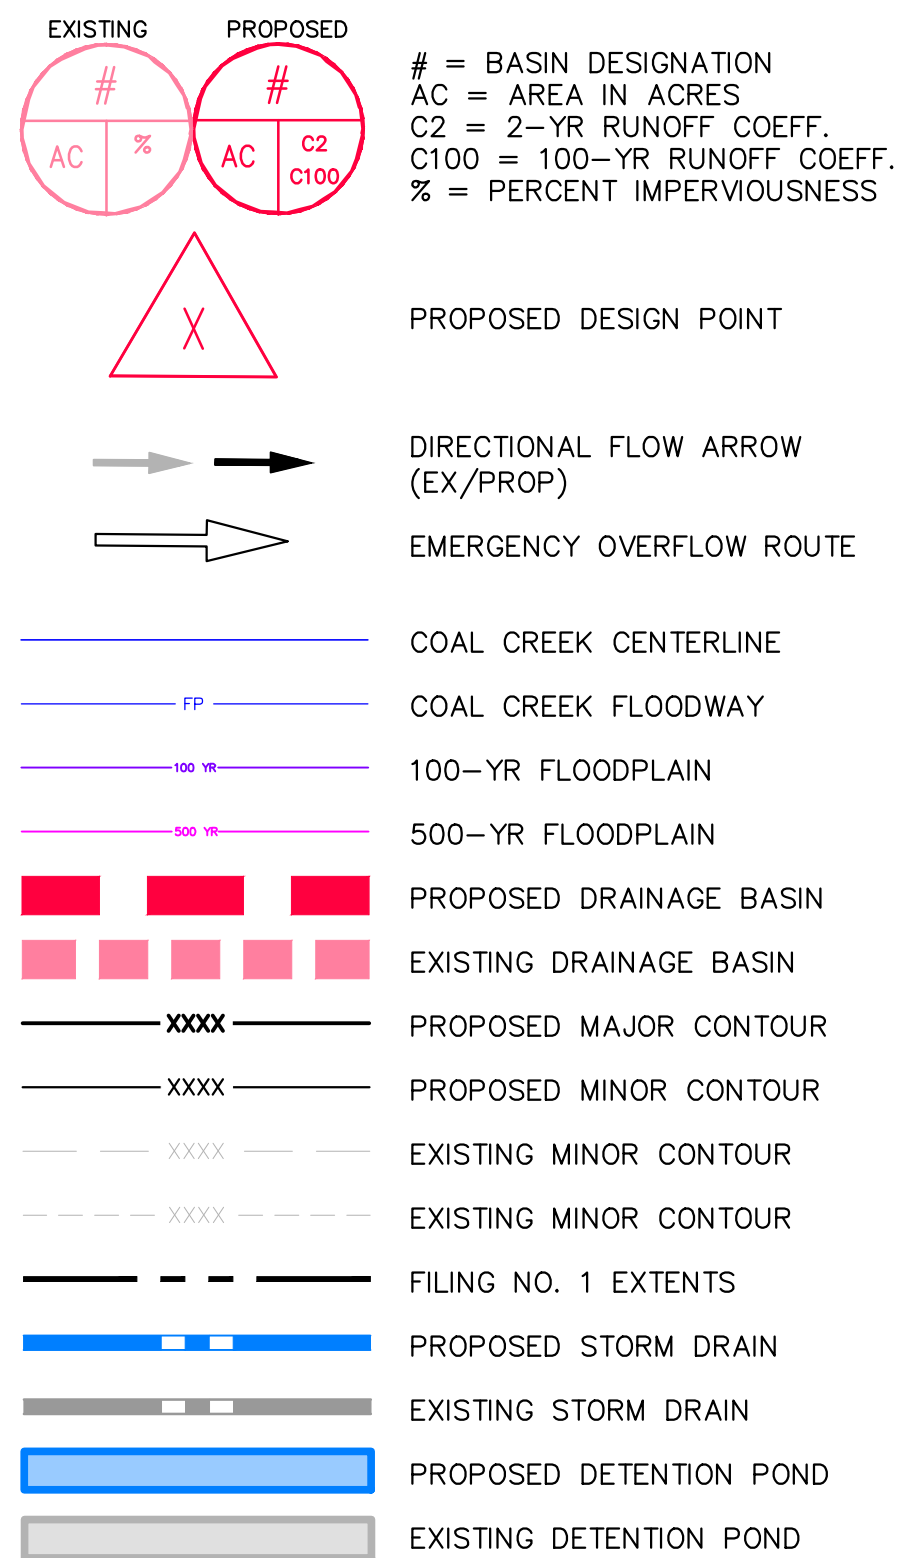 EXISTING PROPOSED
# #
AC % AC C2
C100
# = BASIN DESIGNATION
AC = AREA IN ACRES
C2 = 2-YR RUNOFF COEFF.
C100 = 100-YR RUNOFF COEFF.
% = PERCENT IMPERVIOUSNESS
X PROPOSED DESIGN POINT
DIRECTIONAL FLOW ARROW
(EX/PROP)
EMERGENCY OVERFLOW ROUTE
COAL CREEK CENTERLINE
FP COAL CREEK FLOODWAY
100 YR 100-YR FLOODPLAIN
500 YR 500-YR FLOODPLAIN
PROPOSED DRAINAGE BASIN
EXISTING DRAINAGE BASIN
XXXX PROPOSED MAJOR CONTOUR
XXXX PROPOSED MINOR CONTOUR
XXXX EXISTING MINOR CONTOUR
XXXX EXISTING MINOR CONTOUR
FILING NO. 1 EXTENTS
PROPOSED STORM DRAIN
EXISTING STORM DRAIN
PROPOSED DETENTION POND
EXISTING DETENTION POND